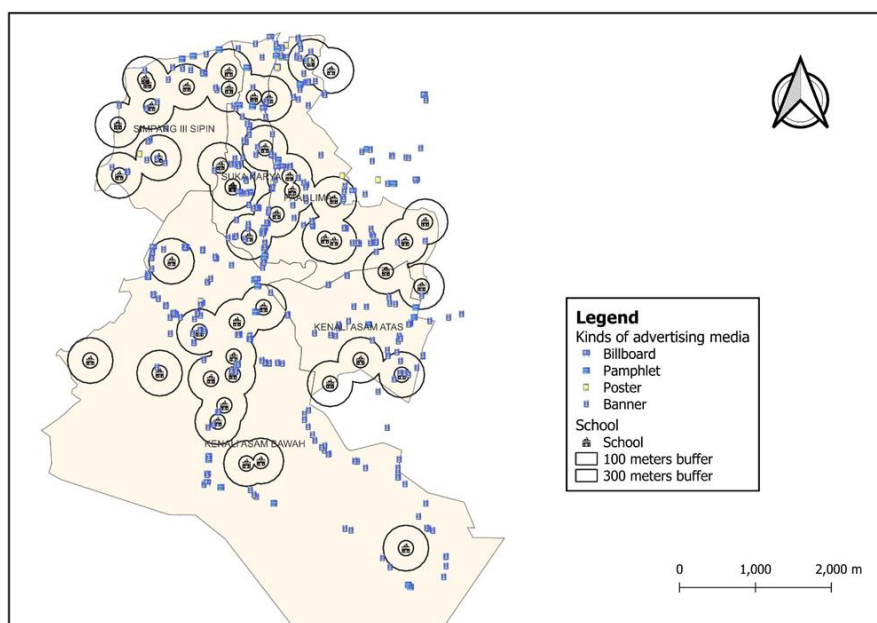 SIMPANG III SIPIN
SUKA KARYA
PAAL LIMA
KENALI ASAM ATAS
KENALI ASAM BAWAH
Legend
Kinds of advertising media
Billboard
Pamphlet
Poster
Banner
School
School
100 meters buffer
300 meters buffer
0 1,000 2,000 m